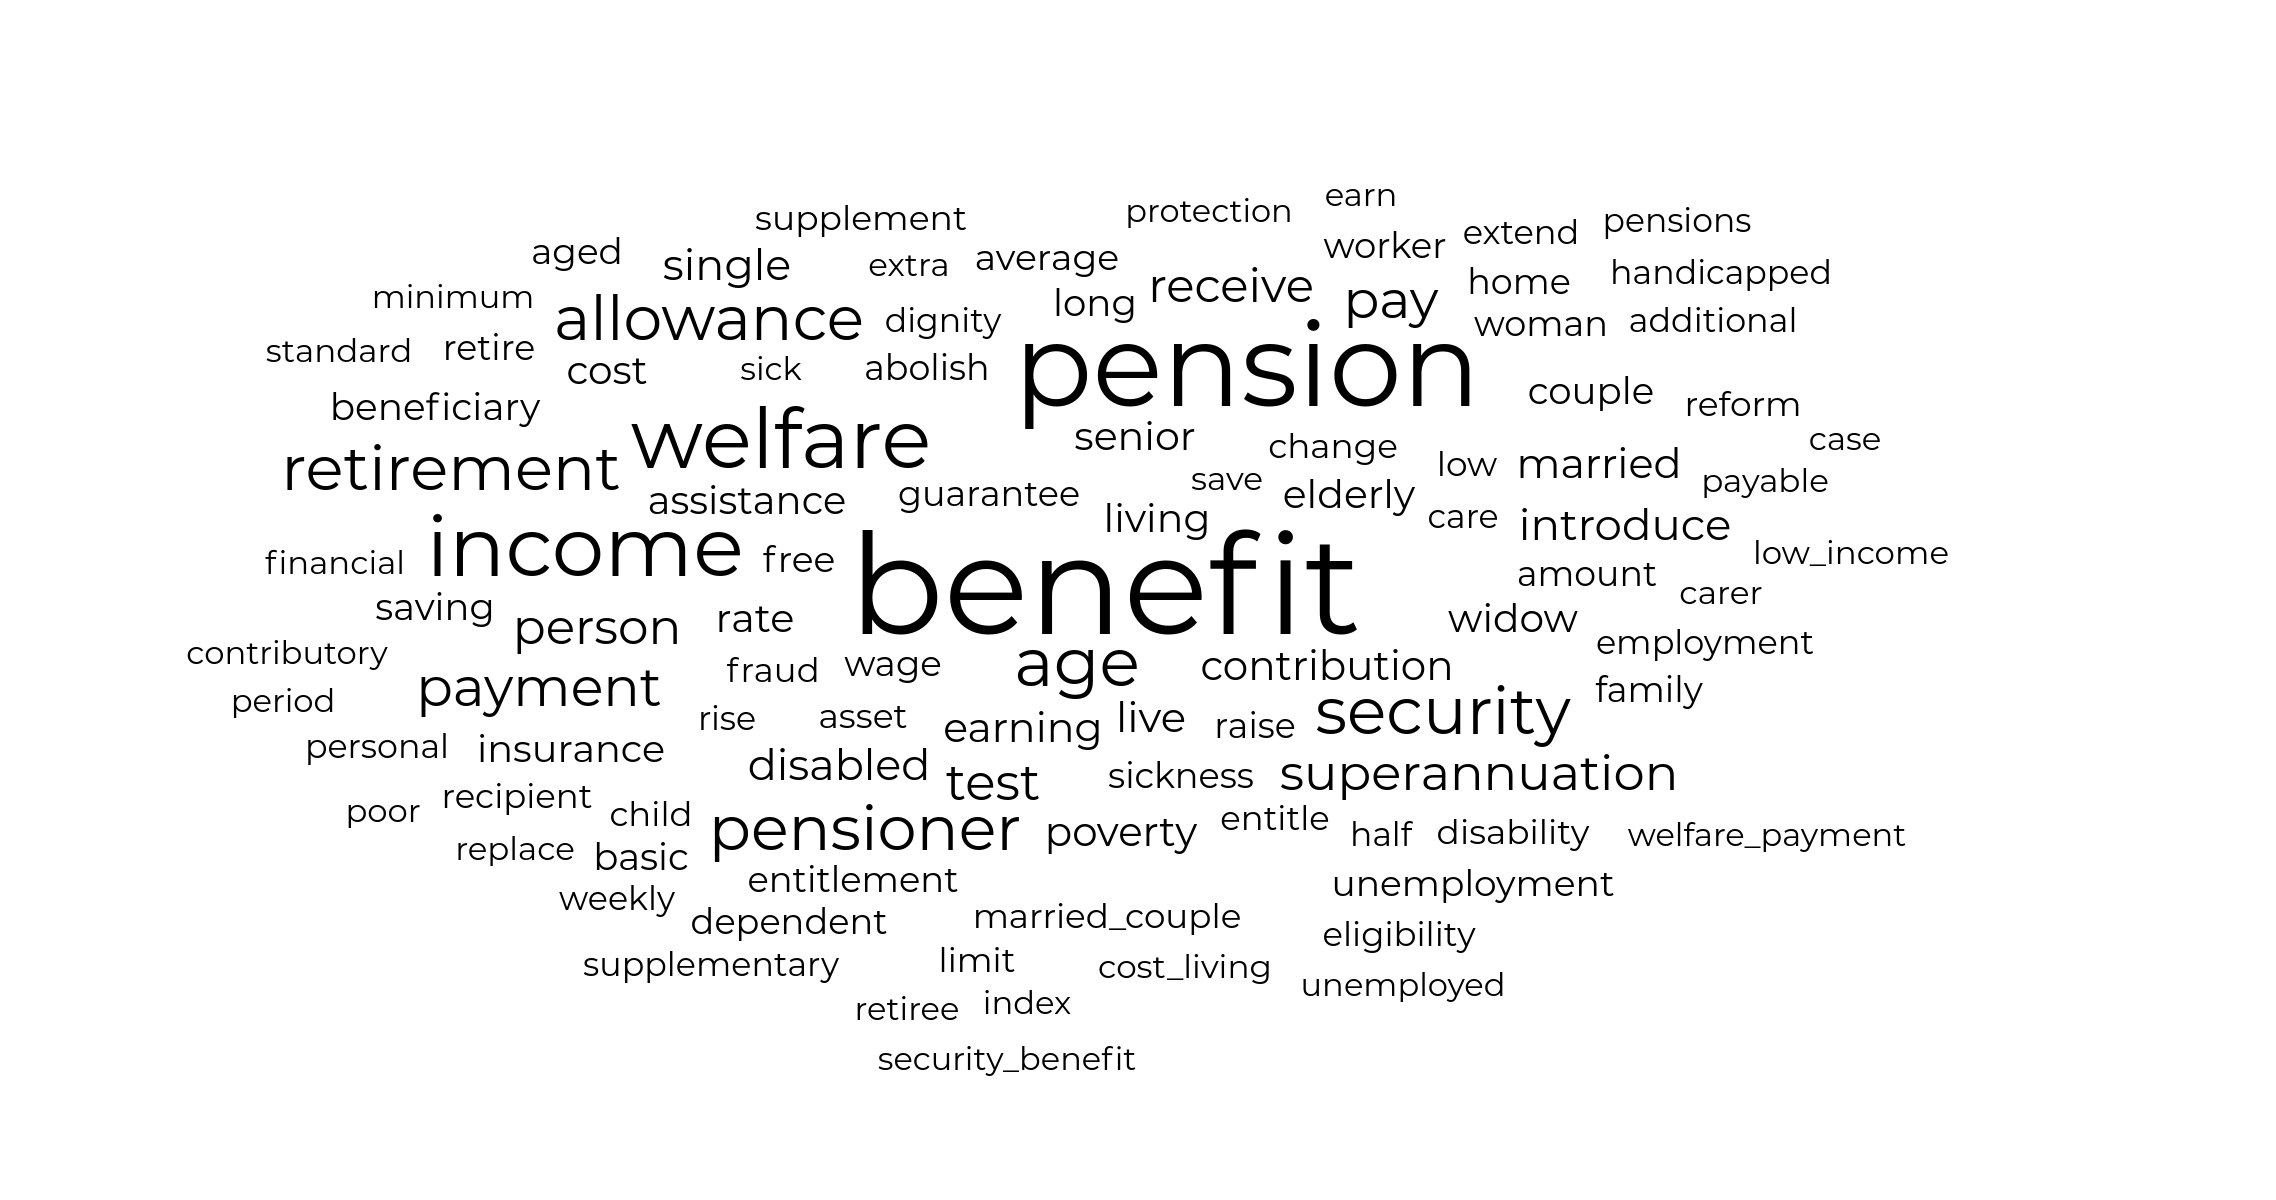 earn
supplement protection extend pensions
aged single extra average worker
minimum allowance dignity long receive pay home handicapped
standard retire cost sick abolish pension woman additional
beneficiary welfare senior change couple reform
retirement assistance guarantee save elderly low married payable case
income free living benefit care introduce low_income
financial amount carer
saving person rate widow employment
contributory payment fraud wage age contribution family
period rise asset earning live raise security
personal insurance disabled test sickness superannuation
poor recipient child pensioner poverty entitle half disability welfare_payment
replace basic entitlement unemployment
weekly dependent married_couple eligibility
supplementary limit cost_living unemployed
retiree index
security_benefit